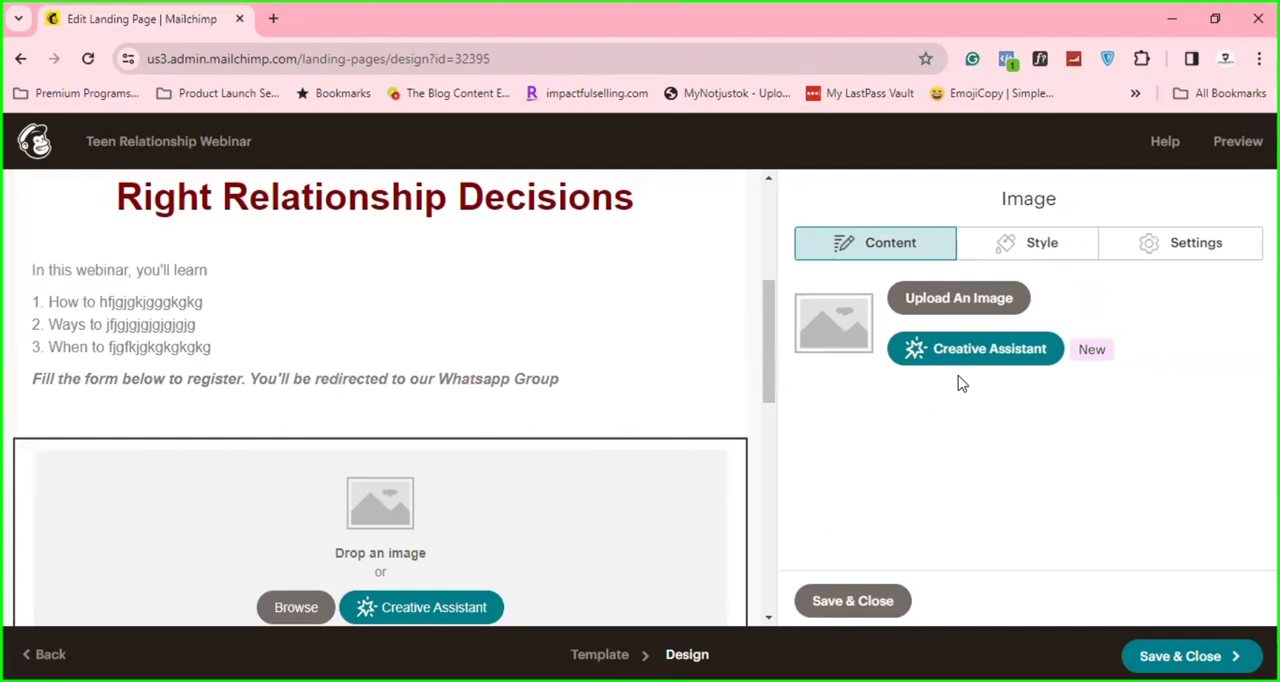 Edit Landing Page | Mailchimp
us3.admin.mailchimp.com/landing-pages/design?id=32395
1
f?
Premium Programs... Product Launch Se... Bookmarks The Blog Content E... R impactfulselling.com MyNotjustok - Uplo... My LastPass Vault EmojiCopy | Simple... » All Bookmarks
Teen Relationship Webinar Help Preview
Right Relationship Decisions
Image
Content Style Settings
In this webinar, you'll learn
1. How to hfjgjgkjgggkgkg
2. Ways to jfjgjgjgjgjgjgjg
3. When to fjgfkjgkgkgkgkg
Fill the form below to register. You'll be redirected to our Whatsapp Group
Upload An Image
Creative Assistant New
Drop an image
or
Browse Creative Assistant
Save & Close
Back Template Design Save & Close